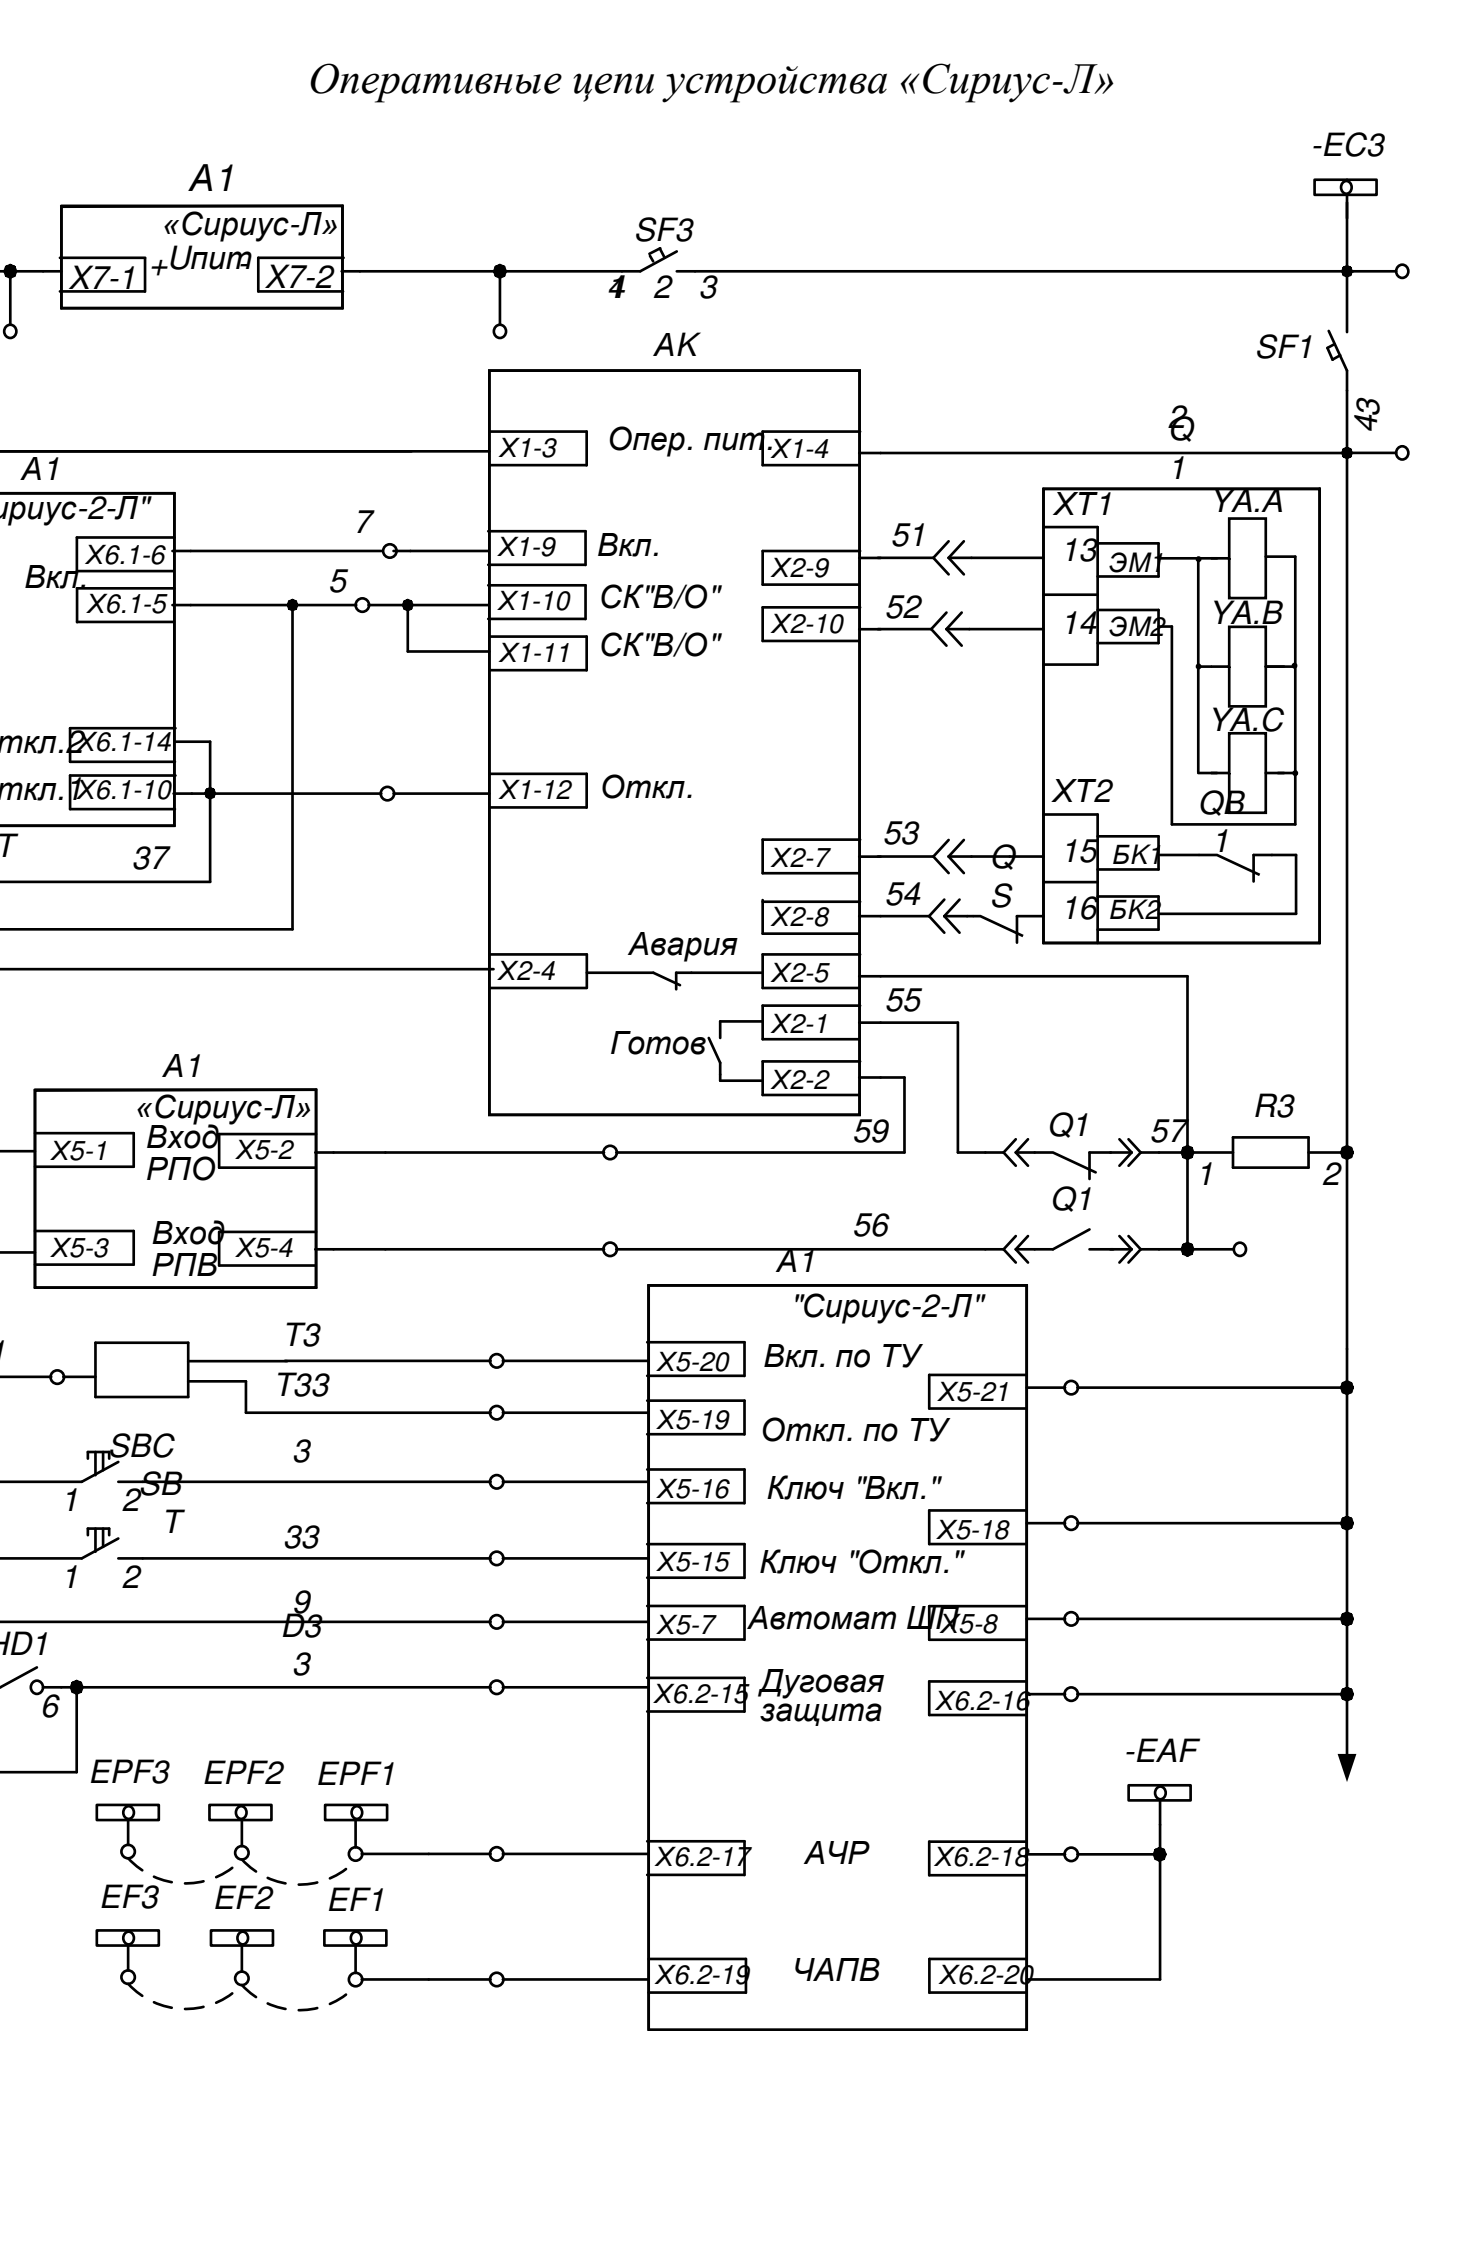 Оперативные цепи устройства «Сириус-Л»
-EC3
A1
«Сириус-Л»
X7-1
+Uпит -
X7-2
SF3
2
3
SF1
43
AK
X1-3
Опер. пит.
X1-4
2
Q
1
A1
ириус-2-Л"
7
X6.1-6
Вкл.
5
X6.1-5
X1-9
Вкл.
X1-10
СК"В/О"
X1-11
СК"В/О"
X2-9
51
X2-10
52
XT1
13
ЭМ1
14
ЭМ2
YA.A
YA.B
YA.C
ткл.2
X6.1-14
ткл.1
X6.1-10
X1-12
Откл.
Т
37
XT2
QB
1
X2-7
53
Q
15
БК1
X2-8
54
S
16
БК2
X2-4
Авария
X2-5
55
X2-1
Готов
X2-2
A1
«Сириус-Л»
X5-1
Вход
РПО
X5-2
59
Q1
57
R3
1
2
X5-3
Вход
РПВ
X5-4
56
Q1
A1
"Сириус-2-Л"
T3
X5-20
Вкл. по ТУ
T33
X5-21
X5-19
Откл. по ТУ
SBC
3
1
2
X5-16
Ключ "Вкл."
SB
T
X5-18
33
1
2
X5-15
Ключ "Откл."
9
X5-7
Автомат ШП
X5-8
D3
3
HD1
6
X6.2-15
Дуговая
защита
X6.2-16
EPF3
EPF2
EPF1
-EAF
X6.2-17
АЧР
X6.2-18
EF3
EF2
EF1
X6.2-19
ЧАПВ
X6.2-20